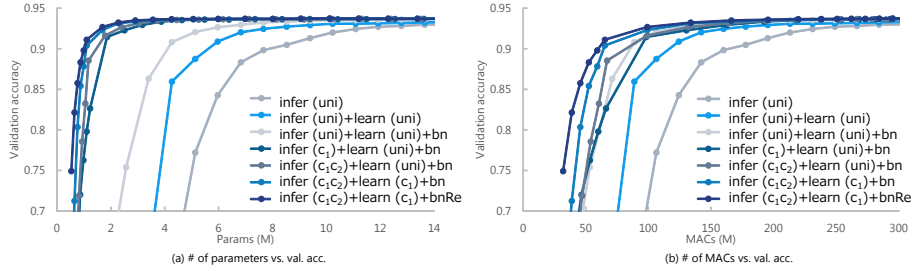 0.95
0.9
0.85
0.8
0.75
0.7
Validation accuracy
infer (uni)
infer (uni)+learn (uni)
infer (uni)+learn (uni)+bn
infer (c₁)+learn (uni)+bn
infer (c₁c₂)+learn (uni)+bn
infer (c₁c₂)+learn (c₁)+bn
infer (c₁c₂)+learn (c₁)+bnRe
0 2 4 6 8 10 12 14
Params (M)
(a) # of parameters vs. val. acc.
0.95
0.9
0.85
0.8
0.75
0.7
Validation accuracy
infer (uni)
infer (uni)+learn (uni)
infer (uni)+learn (uni)+bn
infer (c₁)+learn (uni)+bn
infer (c₁c₂)+learn (uni)+bn
infer (c₁c₂)+learn (c₁)+bn
infer (c₁c₂)+learn (c₁)+bnRe
0 50 100 150 200 250 300
MACs (M)
(b) # of MACs vs. val. acc.